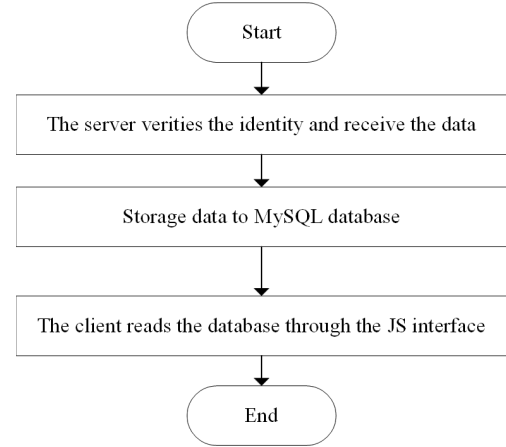 Start
The server verities the identity and receive the data
Storage data to MySQL database
The client reads the database through the JS interface
End